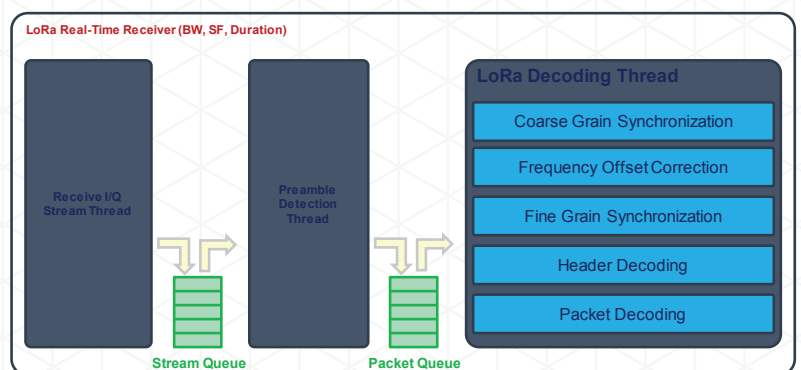 LoRa Real-Time Receiver (BW, SF, Duration)
Receive I/Q
Stream Thread
Stream Queue
Preamble
Detection
Thread
Packet Queue
LoRa Decoding Thread
Coarse Grain Synchronization
Frequency Offset Correction
Fine Grain Synchronization
Header Decoding
Packet Decoding